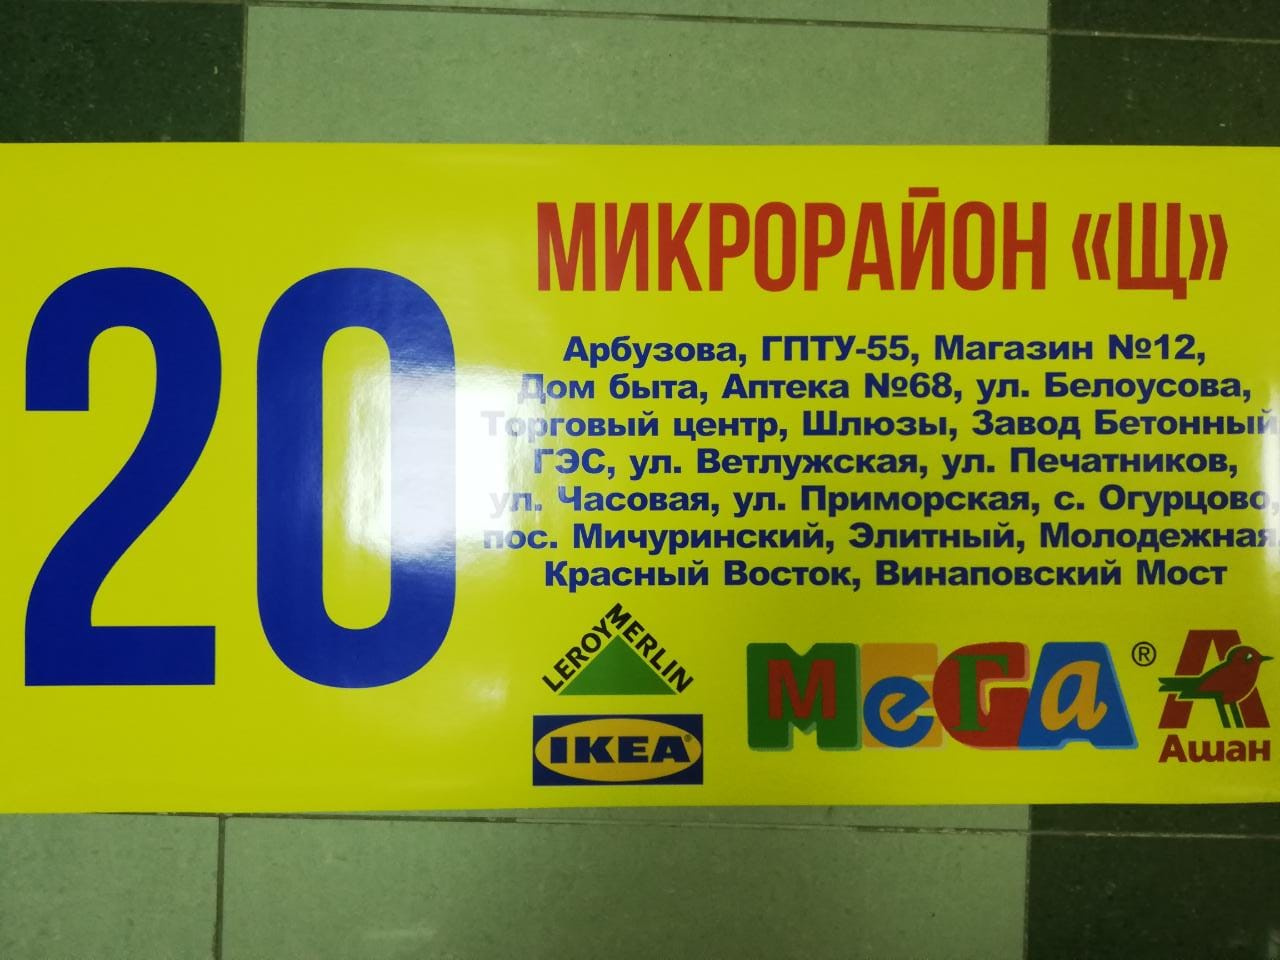 20
МИКРОРАЙОН «Щ»
Арбузова, ГПТУ-55, Магазин №12,
Дом быта, Аптека №68, ул. Белоусова,
Торговый центр, Шлюзы, Завод Бетонный
ГЭС, ул. Ветлужская, ул. Печатников,
ул. Часовая, ул. Приморская, с. Огурцово,
пос. Мичуринский, Элитный, Молодежная,
Красный Восток, Винаповский Мост
LEROY MERLIN
IKEA®
МЕГА®
Ашан